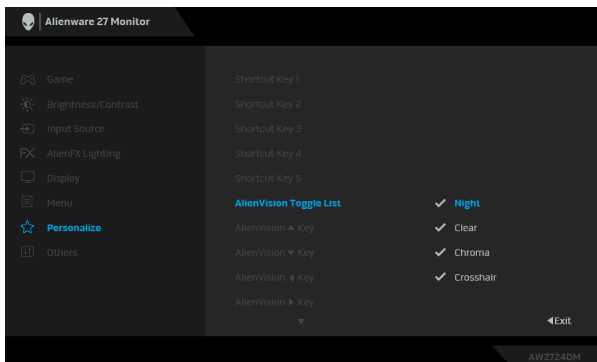 Alienware 27 Monitor
Game
Brightness/Contrast
Input Source
AlienFX Lighting
Display
Menu
Personalize
Others
Shortcut Key 1
Shortcut Key 2
Shortcut Key 3
Shortcut Key 4
Shortcut Key 5
AlienVision Toggle List
AlienVision ▲ Key
AlienVision ▼ Key
AlienVision ◀ Key
AlienVision ▶ Key
✓ Night
✓ Clear
✓ Chroma
✓ Crosshair
◀Exit
AW2724DM